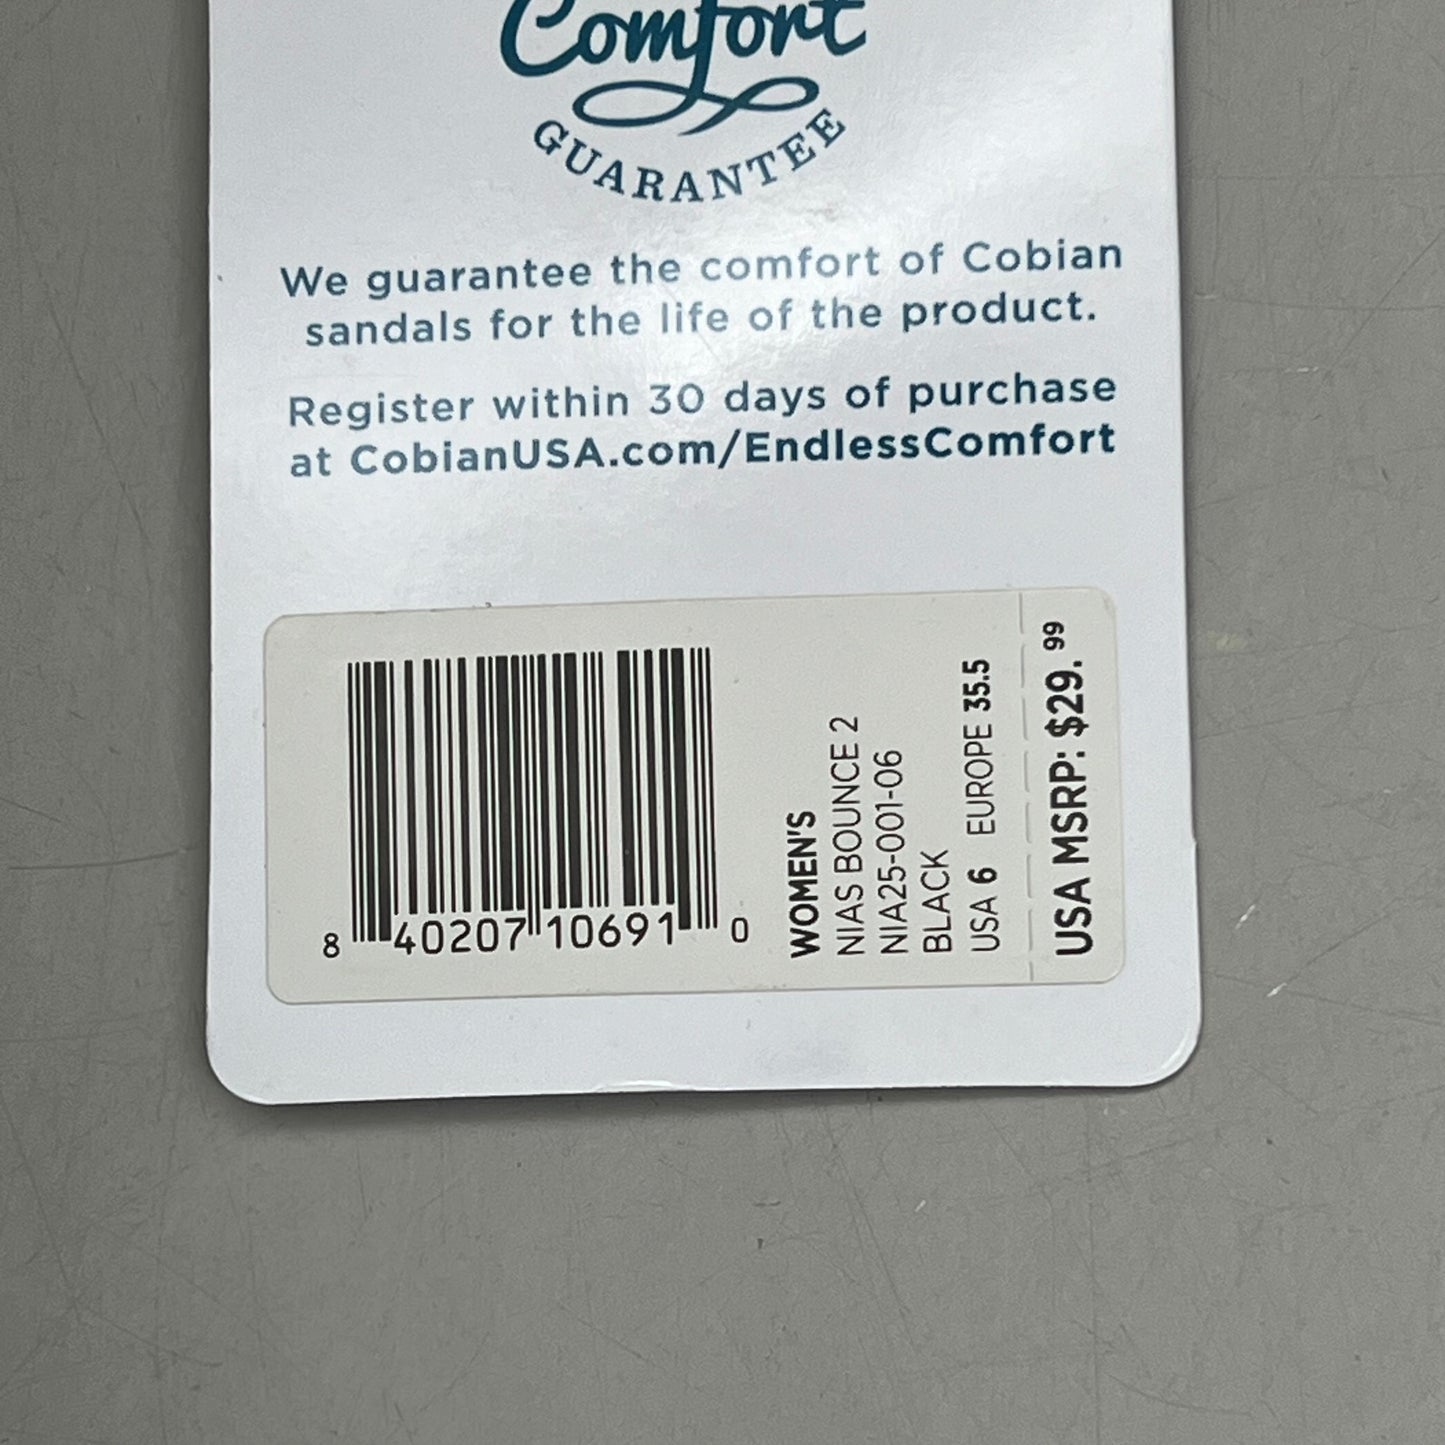 Comfort
GUARANTEE
We guarantee the comfort of Cobian
sandals for the life of the product.
Register within 30 days of purchase
at CobianUSA.com/EndlessComfort
8 40207 10691 0
WOMEN'S
NIAS BOUNCE 2
NIA25-001-06
BLACK
USA 6 EUROPE 35.5
USA MSRP: $29.99